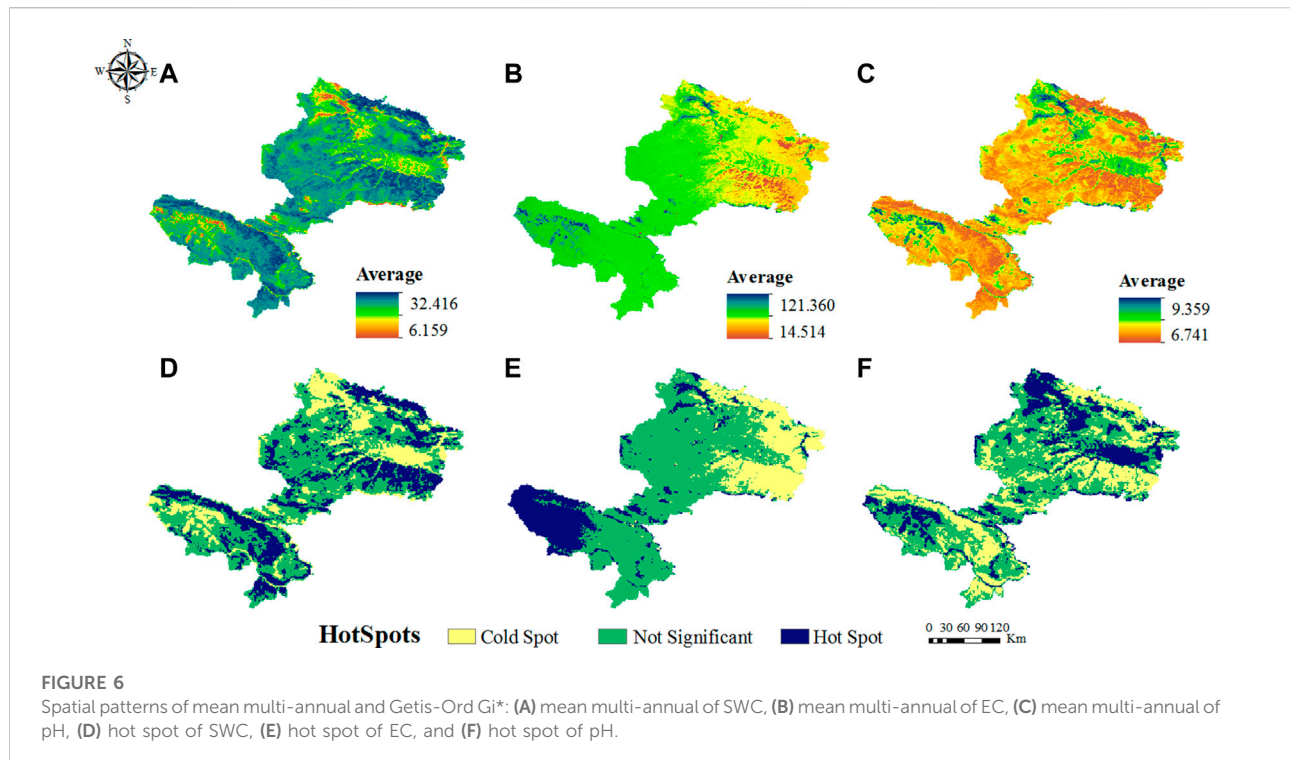 N
W E
S
A
B
C
Average
32.416
6.159
Average
121.360
14.514
Average
9.359
6.741
D
E
F
HotSpots Cold Spot Not Significant Hot Spot
0 30 60 90 120
Km
FIGURE 6
Spatial patterns of mean multi-annual and Getis-Ord Gi*: (A) mean multi-annual of SWC, (B) mean multi-annual of EC, (C) mean multi-annual of
pH, (D) hot spot of SWC, (E) hot spot of EC, and (F) hot spot of pH.